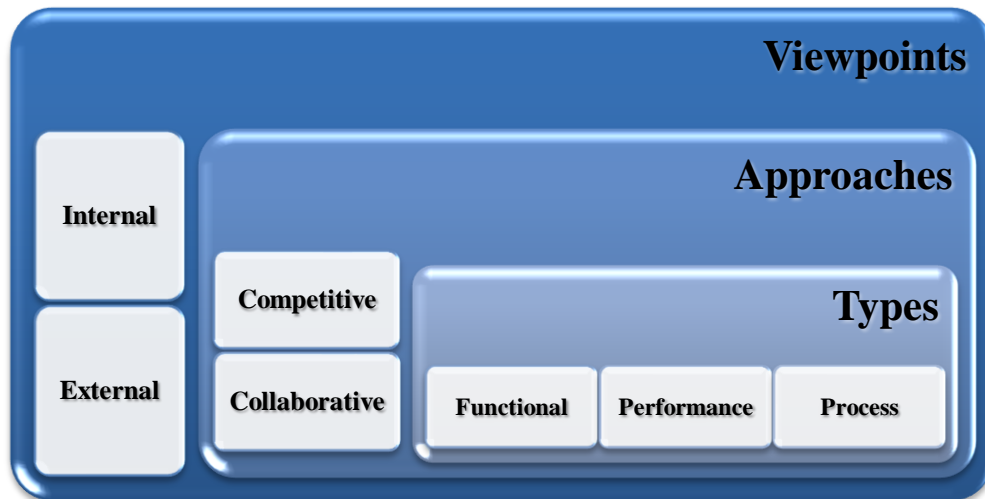 Viewpoints
Internal
External
Approaches
Competitive
Collaborative
Types
Functional
Performance
Process